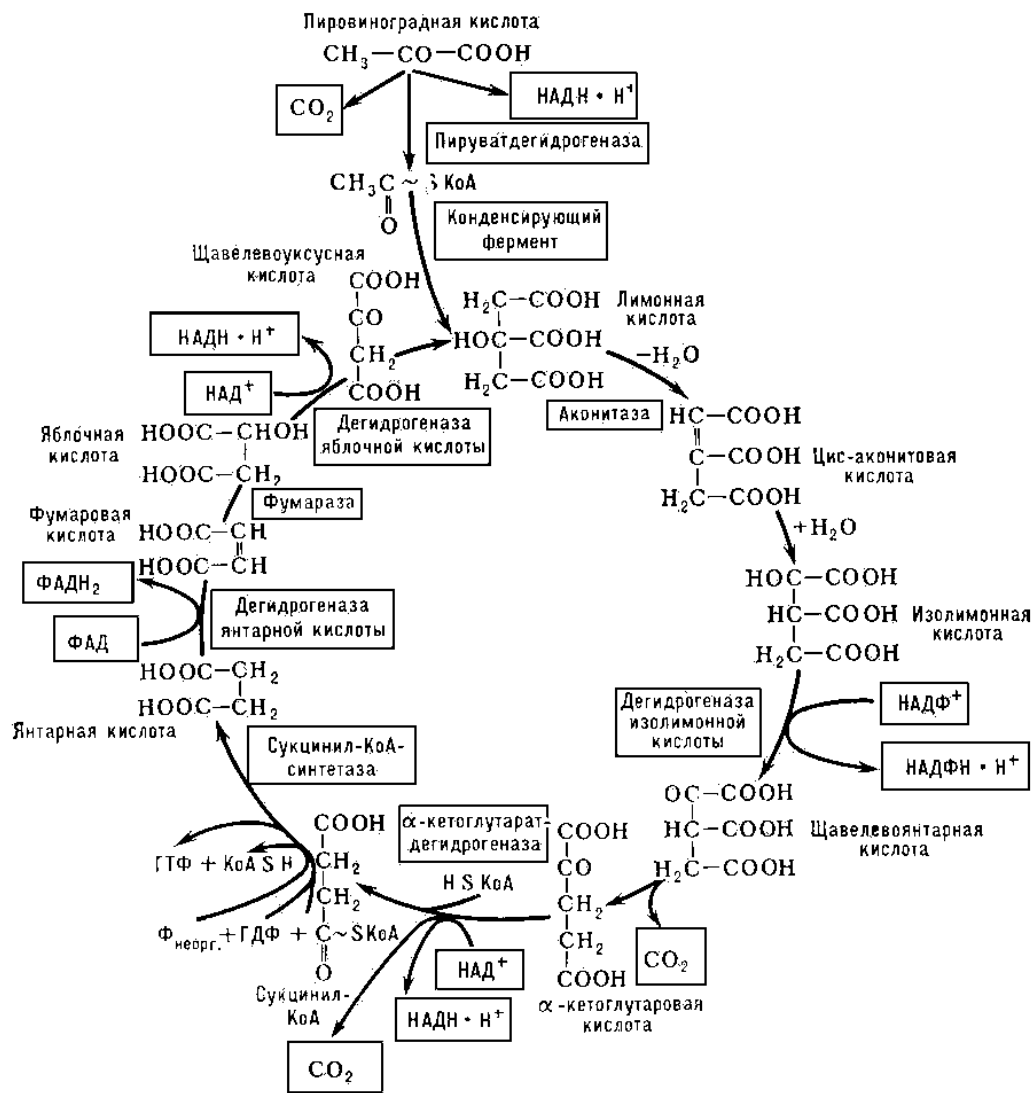 Пировиноградная кислота
CH₃—CO—COOH
CO₂
НАДН • H⁺
Пируватдегидрогеназа
CH₃C~S КоА
O
Конденсирующий
фермент
Щавелевоуксусная
кислота
COOH
CO
CH₂
COOH
H₂C—COOH
HOC—COOH
H₂C—COOH
Лимонная
кислота
—H₂O
НАДН • H⁺
НАД⁺
Дегидрогеназа
яблочной кислоты
Аконитаза
HC—COOH
C—COOH
H₂C—COOH
Цис-аконитовая
кислота
Яблочная
кислота
HOOC—CHOH
HOOC—CH₂
Фумараза
Фумаровая
кислота
HOOC—CH
HOOC—CH
+H₂O
HOC—COOH
HC—COOH
H₂C—COOH
Изолимонная
кислота
ФАДН₂
ФАД
Дегидрогеназа
янтарной кислоты
HOOC—CH₂
HOOC—CH₂
Янтарная кислота
Дегидрогеназа
изолимонной
кислоты
НАДФ⁺
НАДФН • H⁺
Сукцинил-КоА-
синтетаза
OC—COOH
HC—COOH
H₂C—COOH
Щавелевоянтарная
кислота
α-кетоглутарат-
дегидрогеназа
COOH
CO
CH₂
CH₂
COOH
α-кетоглутаровая
кислота
CO₂
H S КоА
НАД⁺
НАДН • H⁺
CO₂
COOH
CH₂
CH₂
C~SКоА
O
Сукцинил-
КоА
ГТФ + КоА S H
Фнеорг.+ГДФ +